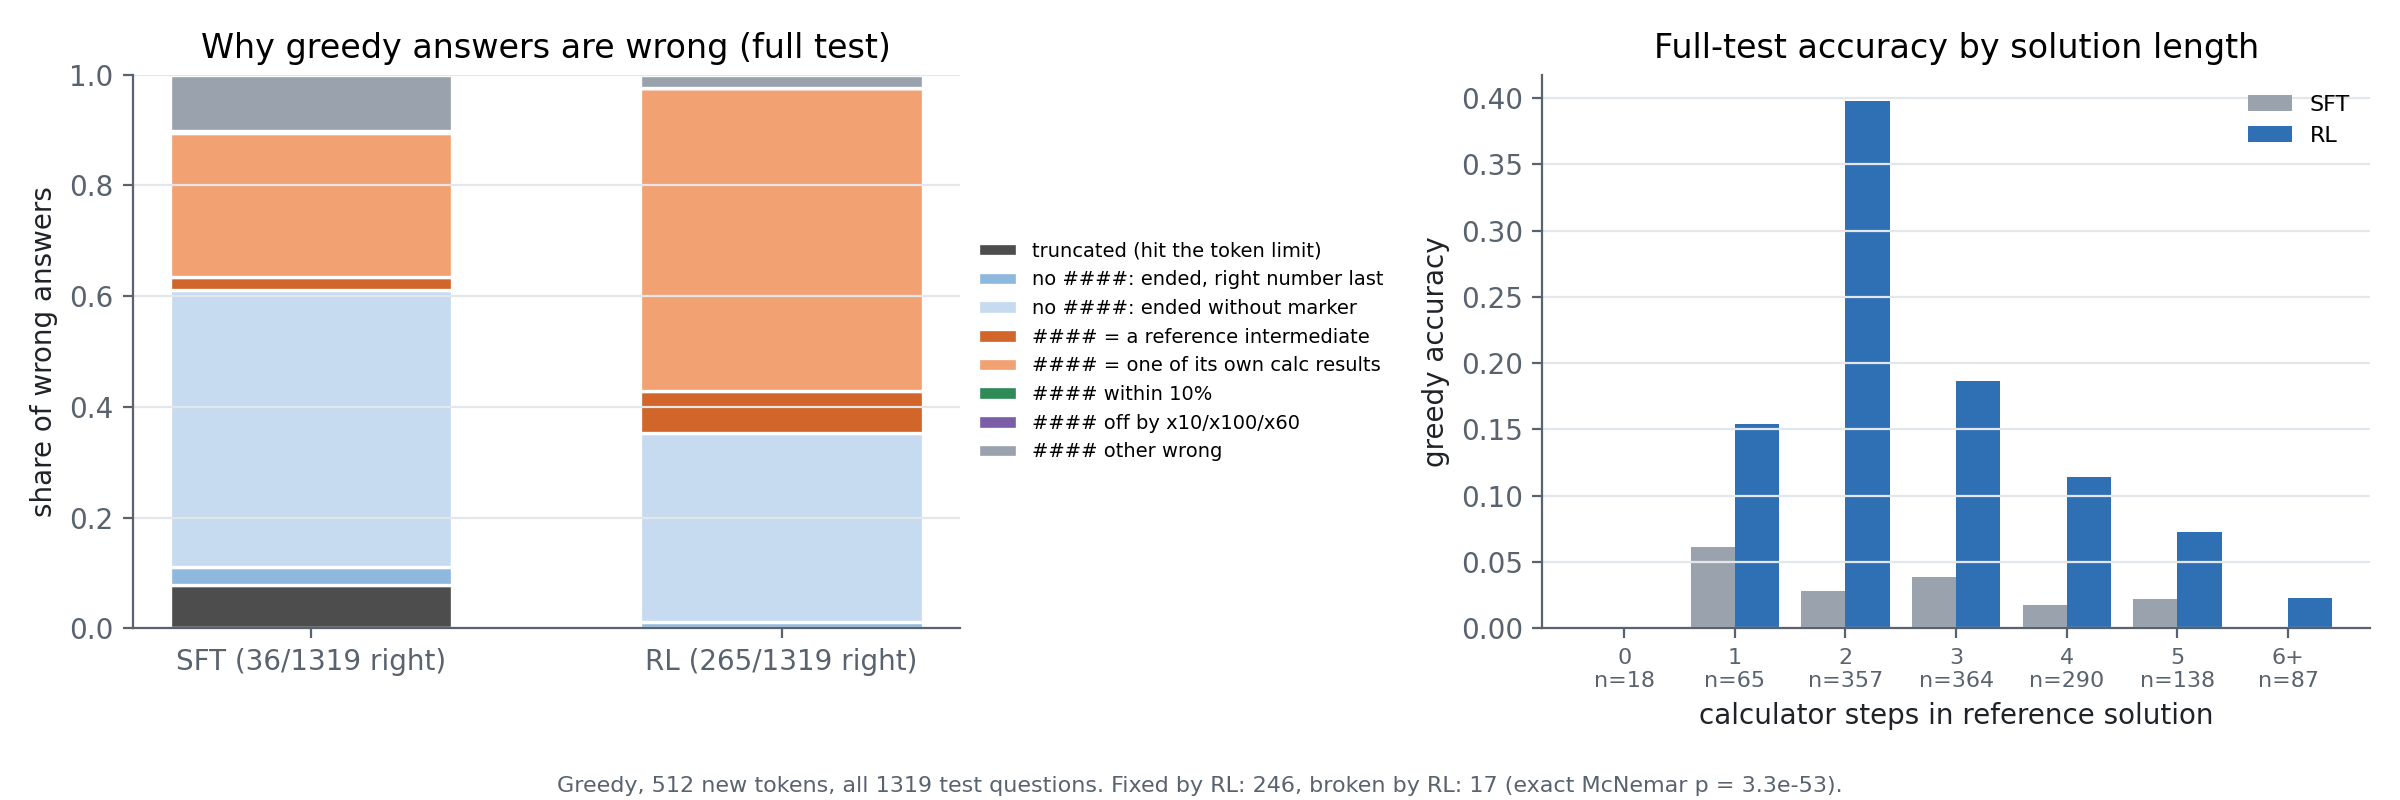 Why greedy answers are wrong (full test)
share of wrong answers
1.0
0.8
0.6
0.4
0.2
0.0
SFT (36/1319 right)
RL (265/1319 right)
truncated (hit the token limit)
no ####: ended, right number last
no ####: ended without marker
#### = a reference intermediate
#### = one of its own calc results
#### within 10%
#### off by x10/x100/x60
#### other wrong
Full-test accuracy by solution length
greedy accuracy
0.40
0.35
0.30
0.25
0.20
0.15
0.10
0.05
0.00
SFT
RL
0 1 2 3 4 5 6+
n=18 n=65 n=357 n=364 n=290 n=138 n=87
calculator steps in reference solution
Greedy, 512 new tokens, all 1319 test questions. Fixed by RL: 246, broken by RL: 17 (exact McNemar p = 3.3e-53).